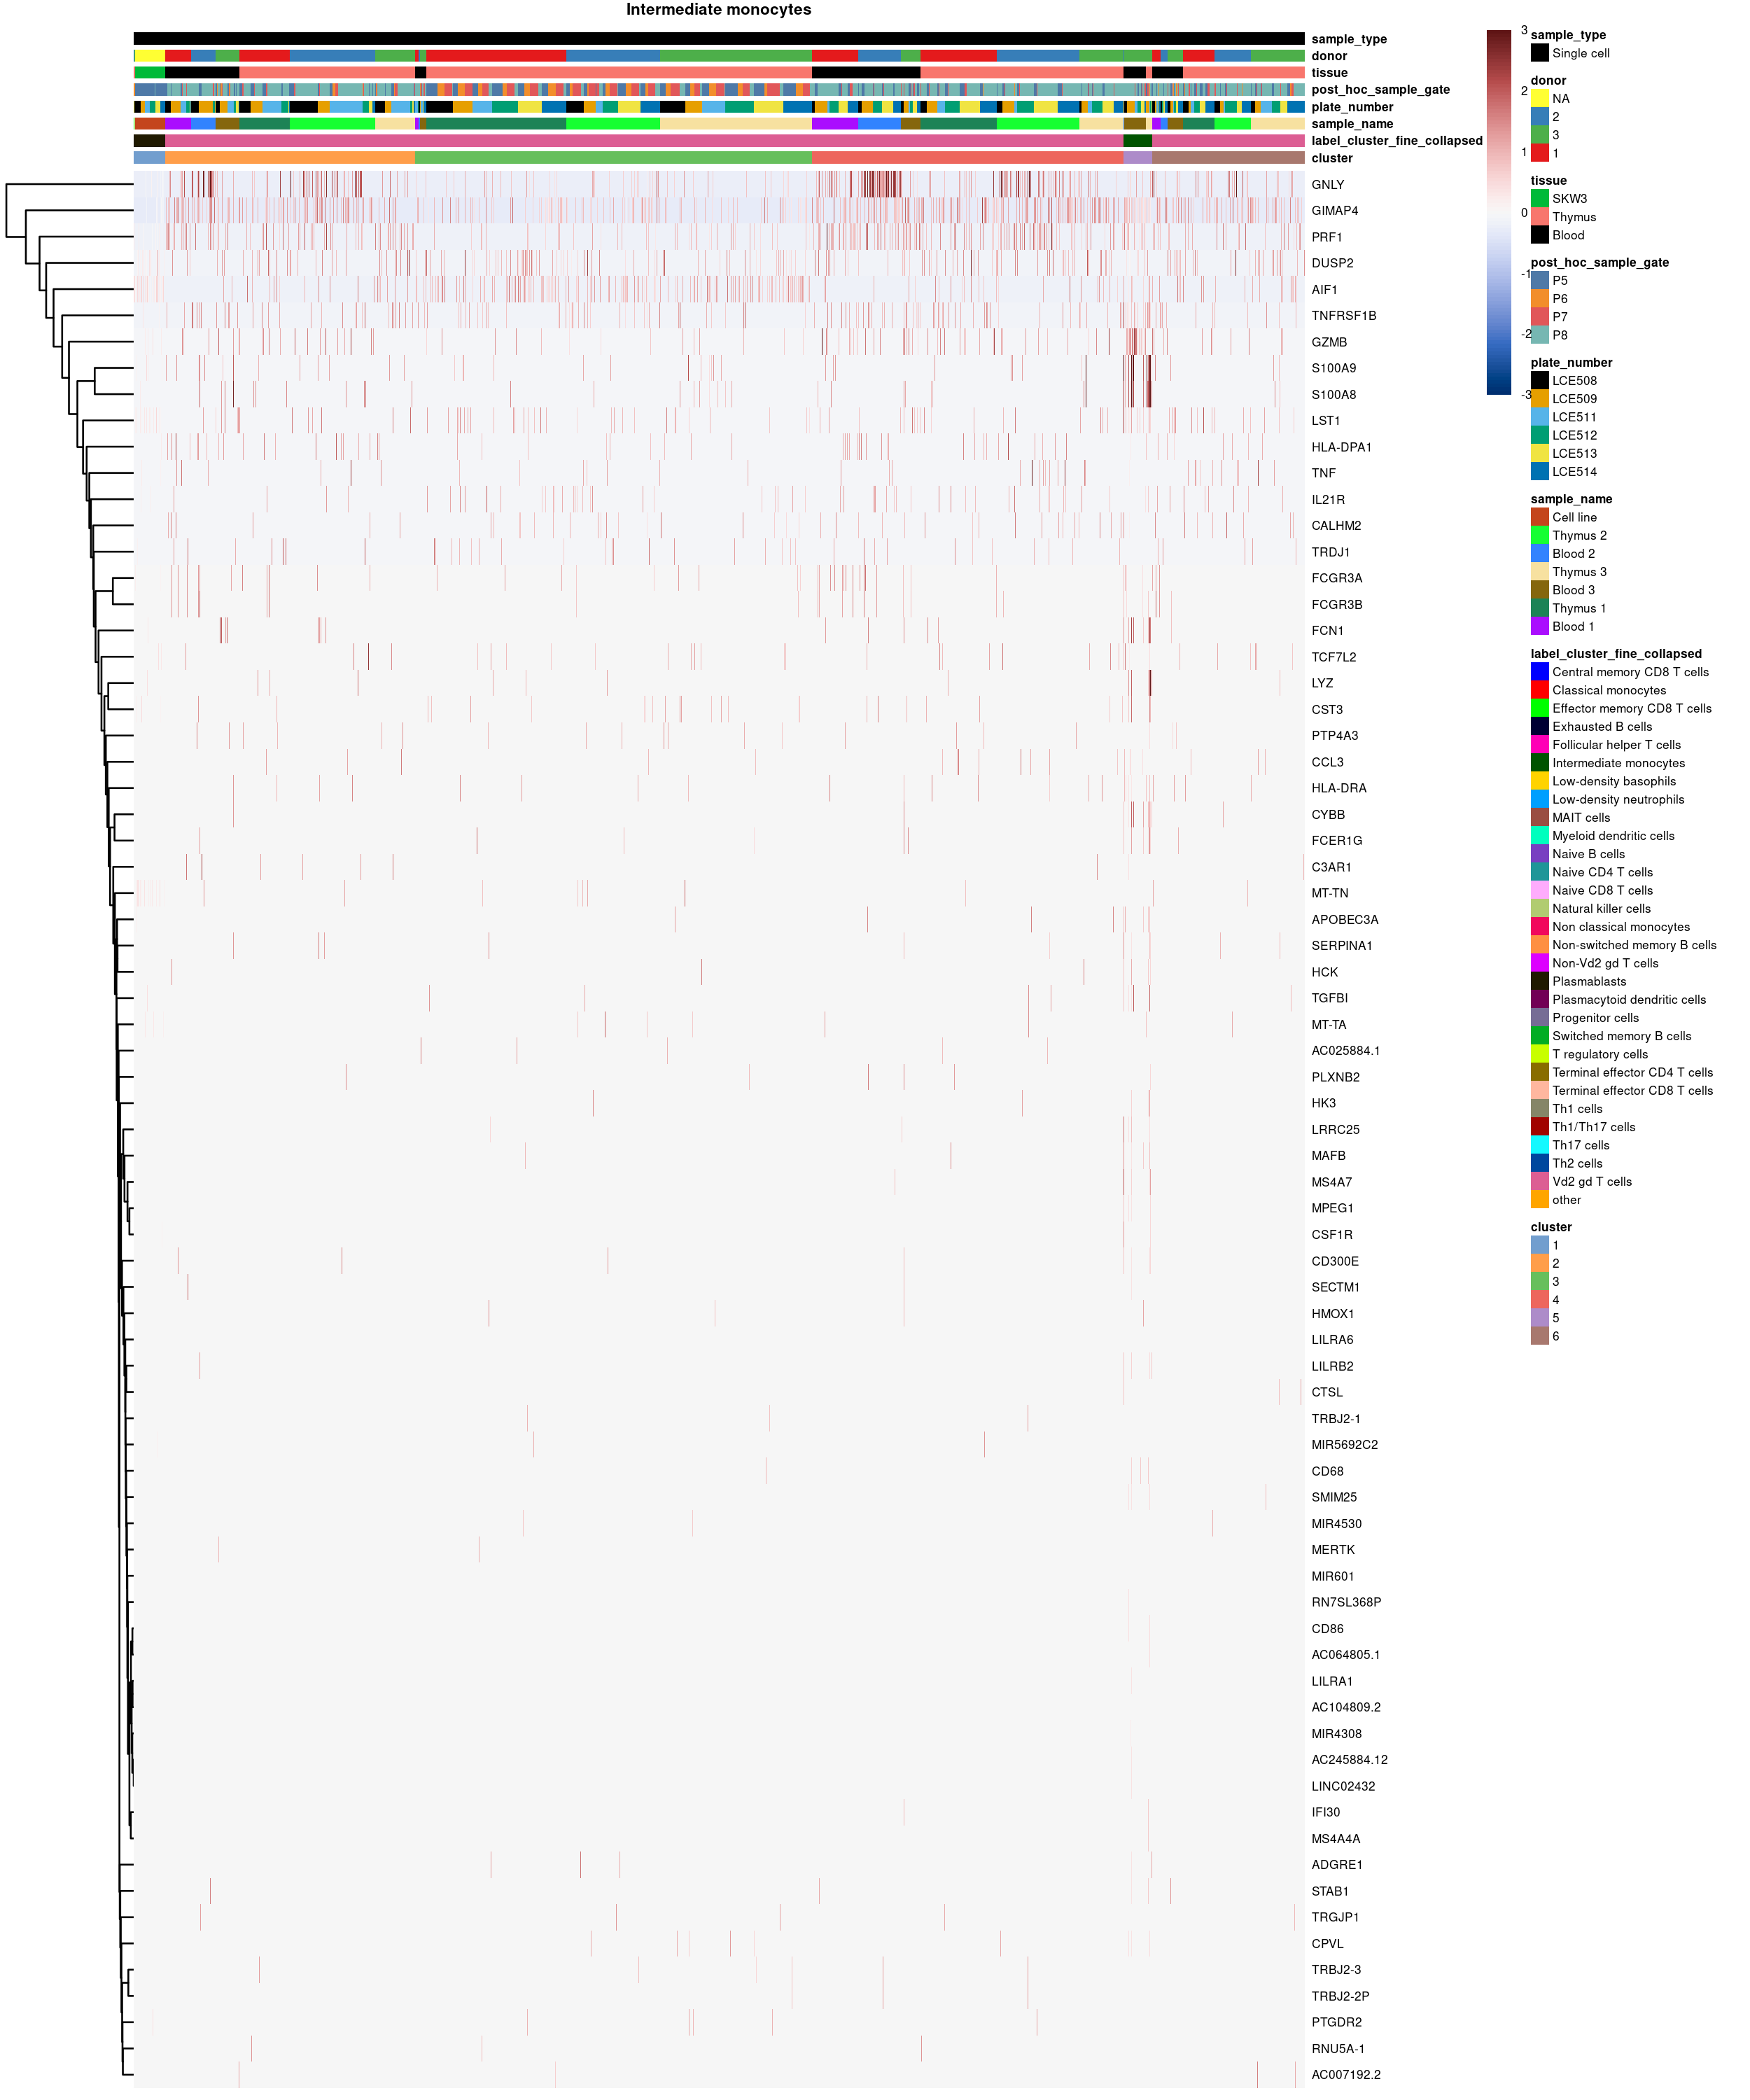 Intermediate monocytes
sample_type
donor
tissue
post_hoc_sample_gate
plate_number
sample_name
label_cluster_fine_collapsed
cluster
GNLY
GIMAP4
PRF1
DUSP2
AIF1
TNFRSF1B
GZMB
S100A9
S100A8
LST1
HLA-DPA1
TNF
IL21R
CALHM2
TRDJ1
FCGR3A
FCGR3B
FCN1
TCF7L2
LYZ
CST3
PTP4A3
CCL3
HLA-DRA
CYBB
FCER1G
C3AR1
MT-TN
APOBEC3A
SERPINA1
HCK
TGFBI
MT-TA
AC025884.1
PLXNB2
HK3
LRRC25
MAFB
MS4A7
MPEG1
CSF1R
CD300E
SECTM1
HMOX1
LILRA6
LILRB2
CTSL
TRBJ2-1
MIR5692C2
CD68
SMIM25
MIR4530
MERTK
MIR601
RN7SL368P
CD86
AC064805.1
LILRA1
AC104809.2
MIR4308
AC245884.12
LINC02432
IFI30
MS4A4A
ADGRE1
STAB1
TRGJP1
CPVL
TRBJ2-3
TRBJ2-2P
PTGDR2
RNU5A-1
AC007192.2
3
2
1
0
-1
-2
-3
sample_type
Single cell
donor
NA
2
3
1
tissue
SKW3
Thymus
Blood
post_hoc_sample_gate
P5
P6
P7
P8
plate_number
LCE508
LCE509
LCE511
LCE512
LCE513
LCE514
sample_name
Cell line
Thymus 2
Blood 2
Thymus 3
Blood 3
Thymus 1
Blood 1
label_cluster_fine_collapsed
Central memory CD8 T cells
Classical monocytes
Effector memory CD8 T cells
Exhausted B cells
Follicular helper T cells
Intermediate monocytes
Low-density basophils
Low-density neutrophils
MAIT cells
Myeloid dendritic cells
Naive B cells
Naive CD4 T cells
Naive CD8 T cells
Natural killer cells
Non classical monocytes
Non-switched memory B cells
Non-Vd2 gd T cells
Plasmablasts
Plasmacytoid dendritic cells
Progenitor cells
Switched memory B cells
T regulatory cells
Terminal effector CD4 T cells
Terminal effector CD8 T cells
Th1 cells
Th1/Th17 cells
Th17 cells
Th2 cells
Vd2 gd T cells
other
cluster
1
2
3
4
5
6